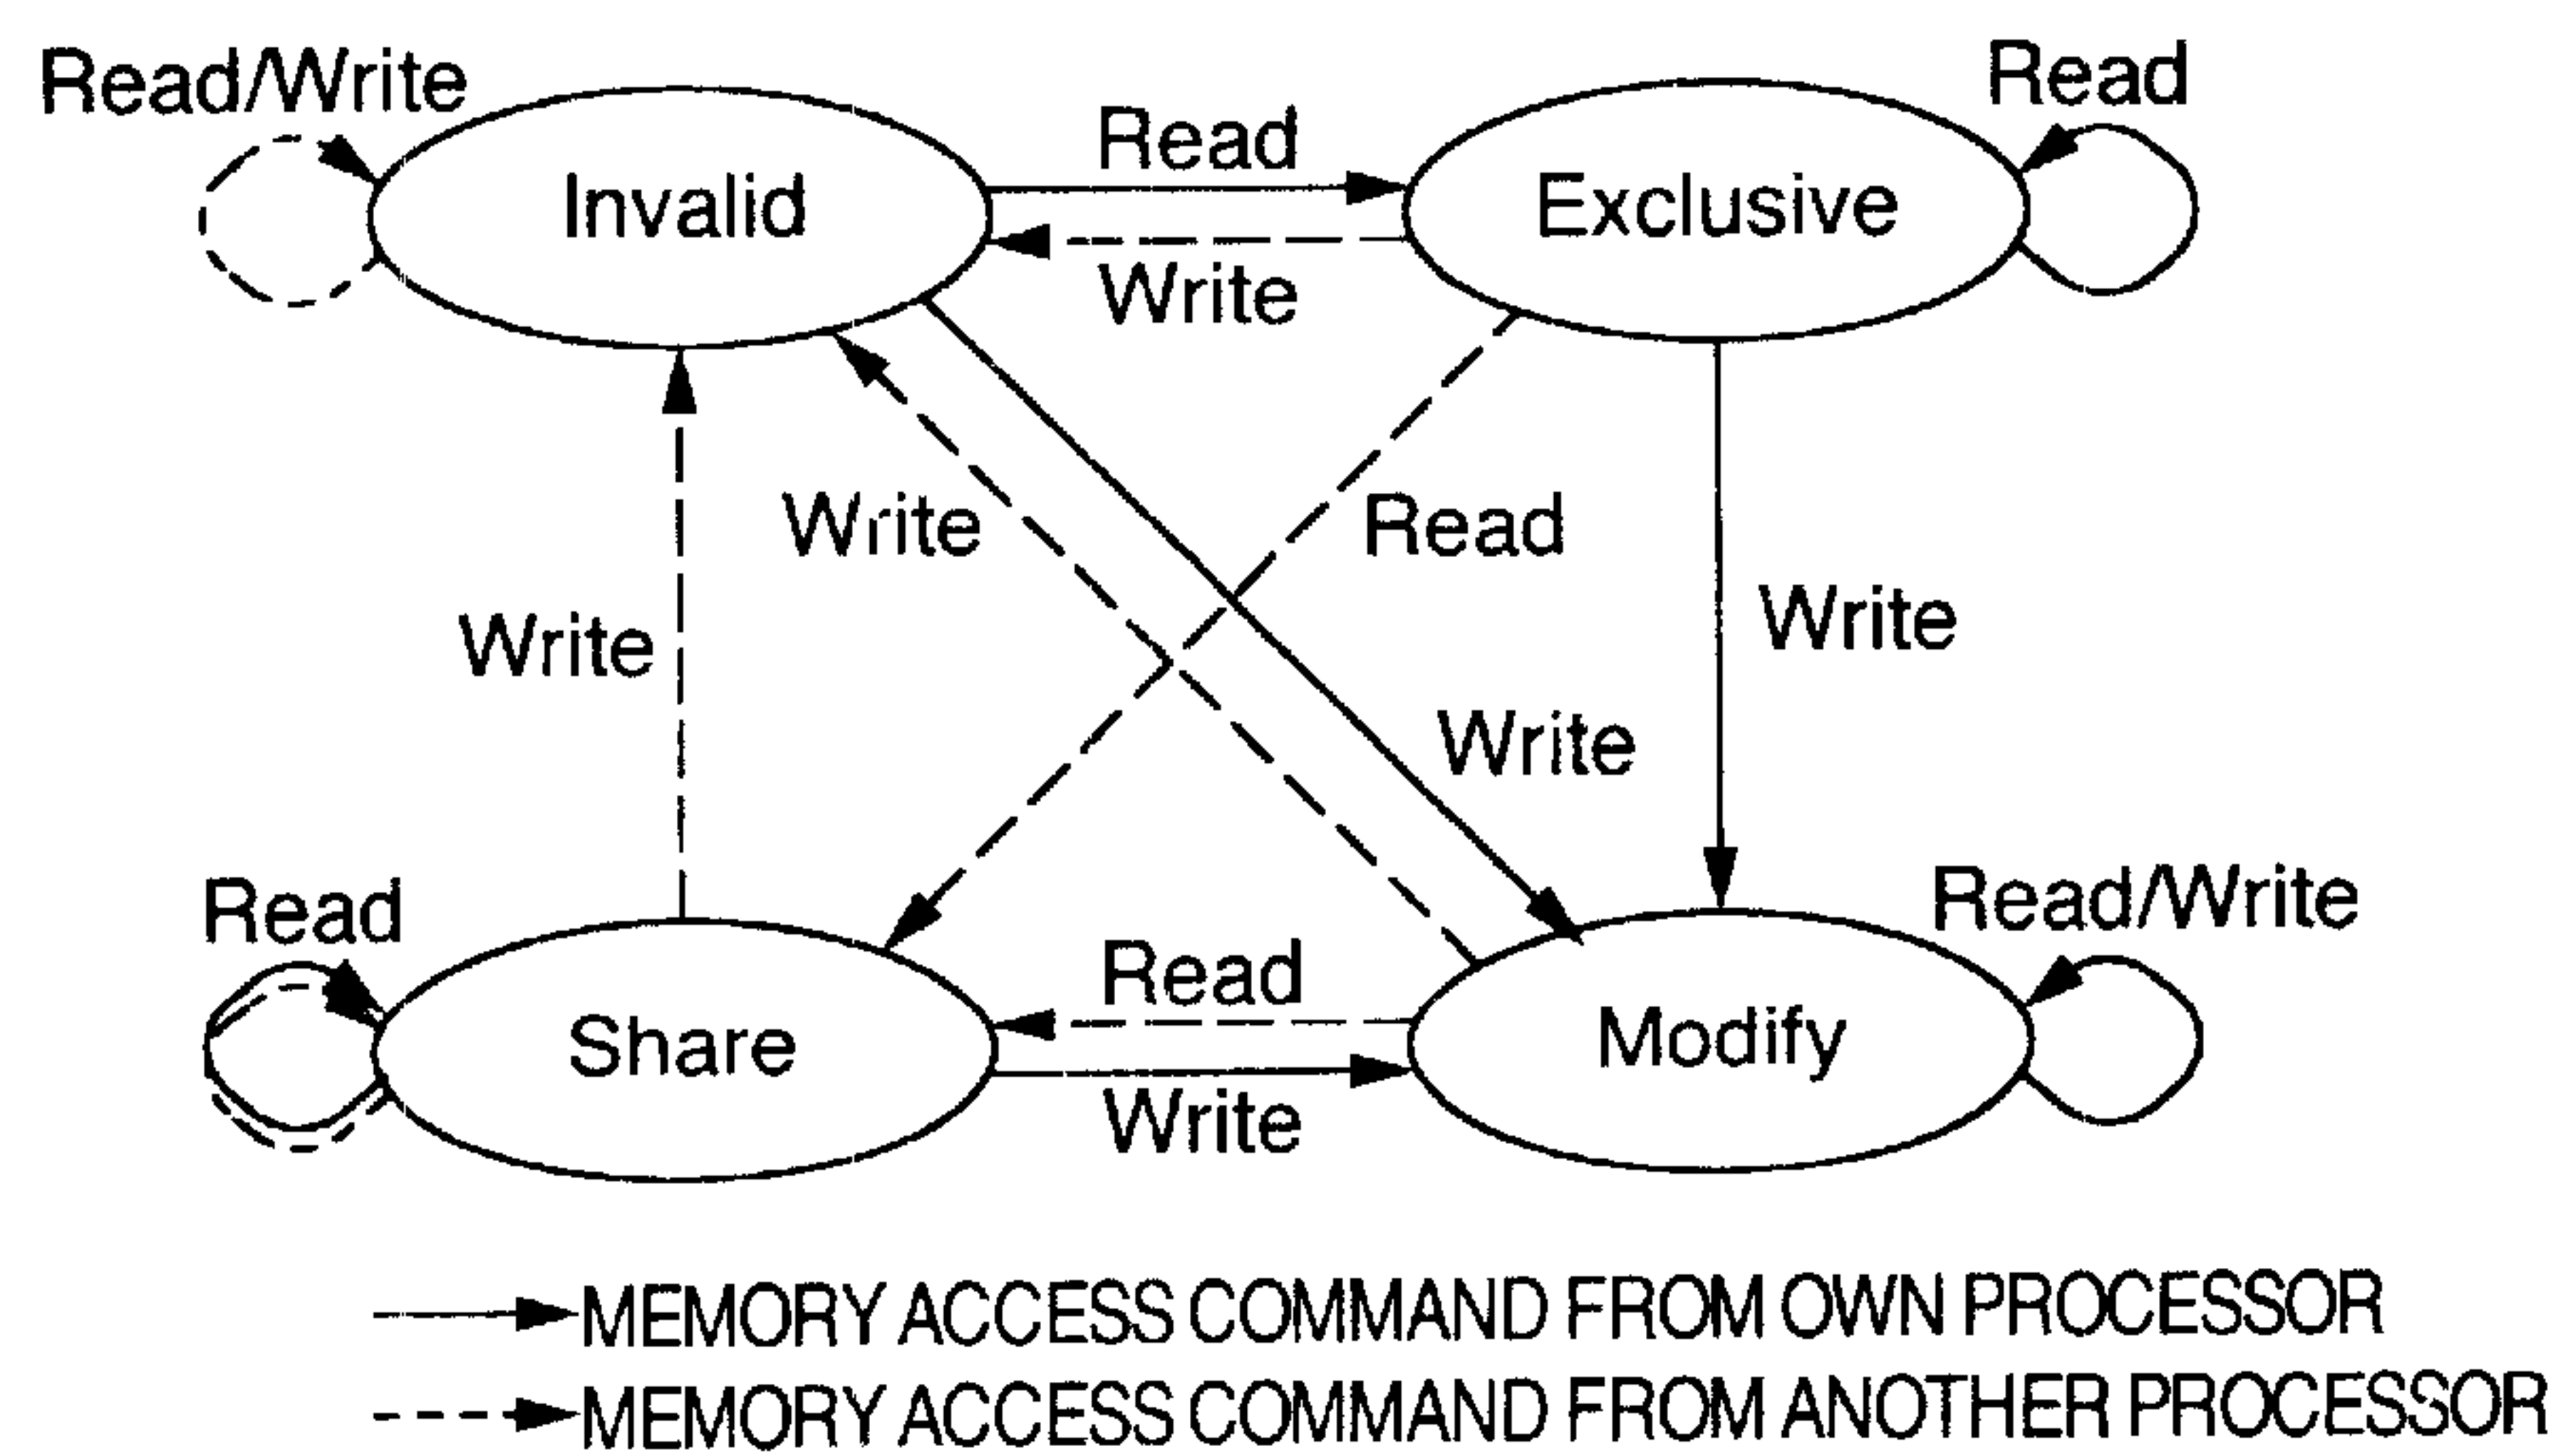 Read/Write
Read
Invalid
Read
Exclusive
Write
Write
Read
Write
Write
Write
Read
Read/Write
Share
Read
Modify
Write
MEMORY ACCESS COMMAND FROM OWN PROCESSOR
MEMORY ACCESS COMMAND FROM ANOTHER PROCESSOR